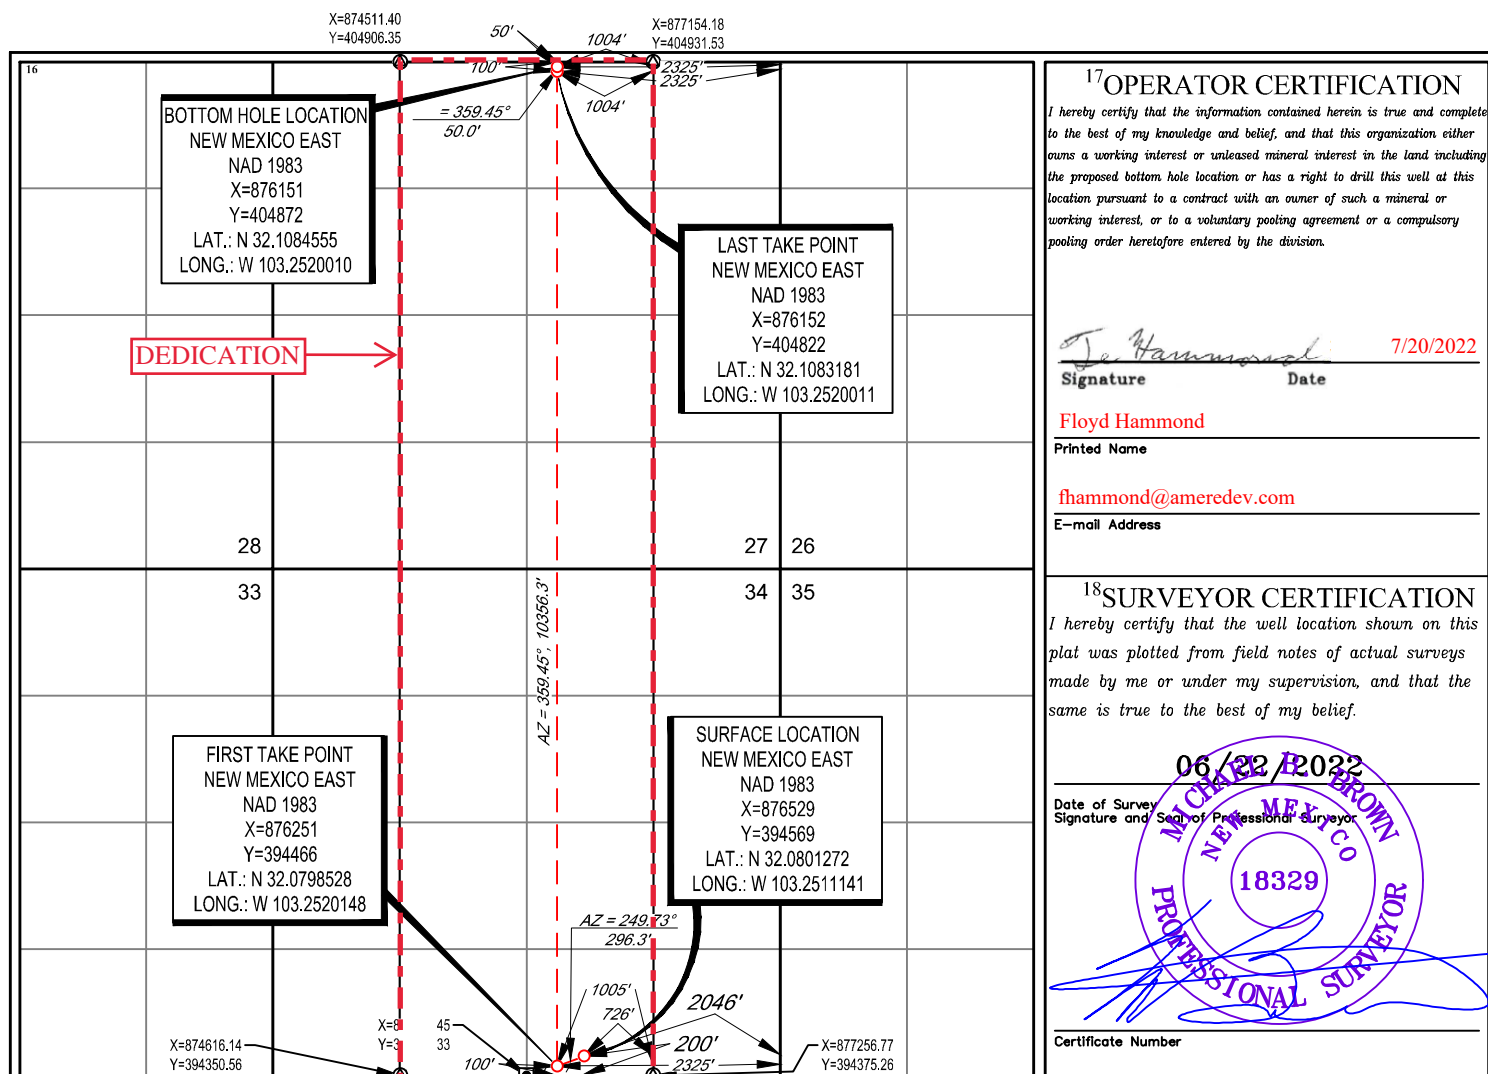 X=874511.40
Y=404906.35
50'
1004'
X=877154.18
Y=404931.53
16
100'
2325'
2325'
1004'
= 359.45°
50.0'
BOTTOM HOLE LOCATION
NEW MEXICO EAST
NAD 1983
X=876151
Y=404872
LAT.: N 32.1084555
LONG.: W 103.2520010
LAST TAKE POINT
NEW MEXICO EAST
NAD 1983
X=876152
Y=404822
LAT.: N 32.1083181
LONG.: W 103.2520011
DEDICATION
28
27
26
33
34
35
AZ = 359.45°, 10356.3'
FIRST TAKE POINT
NEW MEXICO EAST
NAD 1983
X=876251
Y=394466
LAT.: N 32.0798528
LONG.: W 103.2520148
SURFACE LOCATION
NEW MEXICO EAST
NAD 1983
X=876529
Y=394569
LAT.: N 32.0801272
LONG.: W 103.2511141
AZ = 249.73°
296.3'
1005'
726'
2046'
200'
2325'
100'
X=8 45
Y=3 33
X=874616.14
Y=394350.56
X=877256.77
Y=394375.26
17 OPERATOR CERTIFICATION
I hereby certify that the information contained herein is true and complete
to the best of my knowledge and belief, and that this organization either
owns a working interest or unleased mineral interest in the land including
the proposed bottom hole location or has a right to drill this well at this
location pursuant to a contract with an owner of such a mineral or
working interest, or to a voluntary pooling agreement or a compulsory
pooling order heretofore entered by the division.
Hammond
7/20/2022
Signature Date
Floyd Hammond
Printed Name
fhammond@ameredev.com
E-mail Address
18 SURVEYOR CERTIFICATION
I hereby certify that the well location shown on this
plat was plotted from field notes of actual surveys
made by me or under my supervision, and that the
same is true to the best of my belief.
06/22/2022
Date of Survey
Signature and Seal of Professional Surveyor
MICHAEL B. BROWN
NEW MEXICO
18329
PROFESSIONAL SURVEYOR
Certificate Number